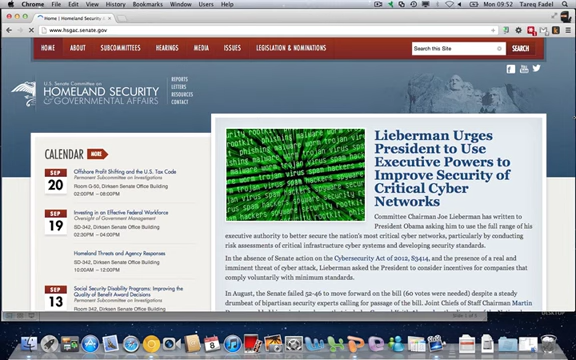 Chrome File Edit View History Bookmarks Window Users Help
Mon 09:52 Tareq Fadel
Home | Homeland Security &
www.hsgac.senate.gov
HOME ABOUT SUBCOMMITTEES HEARINGS MEDIA ISSUES LEGISLATION & NOMINATIONS
Search this Site SEARCH
U.S. Senate Committee on
HOMELAND SECURITY
& GOVERNMENTAL AFFAIRS
REPORTS
LETTERS
RESOURCES
CONTACT
CALENDAR MORE
SEP
20
Offshore Profit Shifting and the U.S. Tax Code
Permanent Subcommittee on Investigations
Room G-50, Dirksen Senate Office Building
02:00PM - 08:00PM
SEP
19
Investing in an Effective Federal Workforce
Oversight of Government Management
SD-342, Dirksen Senate Office Building
02:30PM - 04:00PM
Homeland Threats and Agency Responses
SD-342, Dirksen Senate Office Building
10:00AM - 12:00PM
SEP
13
Social Security Disability Programs: Improving the
Quality of Benefit Award Decisions
Permanent Subcommittee on Investigations
Lieberman Urges
President to Use
Executive Powers to
Improve Security of
Critical Cyber
Networks
Committee Chairman Joe Lieberman has written to
President Obama asking him to use the full range of his
executive authority to better secure the nation's most critical cyber networks, particularly by conducting
risk assessments of critical infrastructure cyber systems and developing security standards.
In the absence of Senate action on the Cybersecurity Act of 2012, S3414, and the presence of a real and
imminent threat of cyber attack, Lieberman asked the President to consider incentives for companies
that comply voluntarily with minimum standards.
In August, the Senate failed 52-46 to move forward on the bill (60 votes needed) despite a steady
drumbeat of bipartisan security experts calling for passage of the bill. Joint Chiefs of Staff Chairman Martin